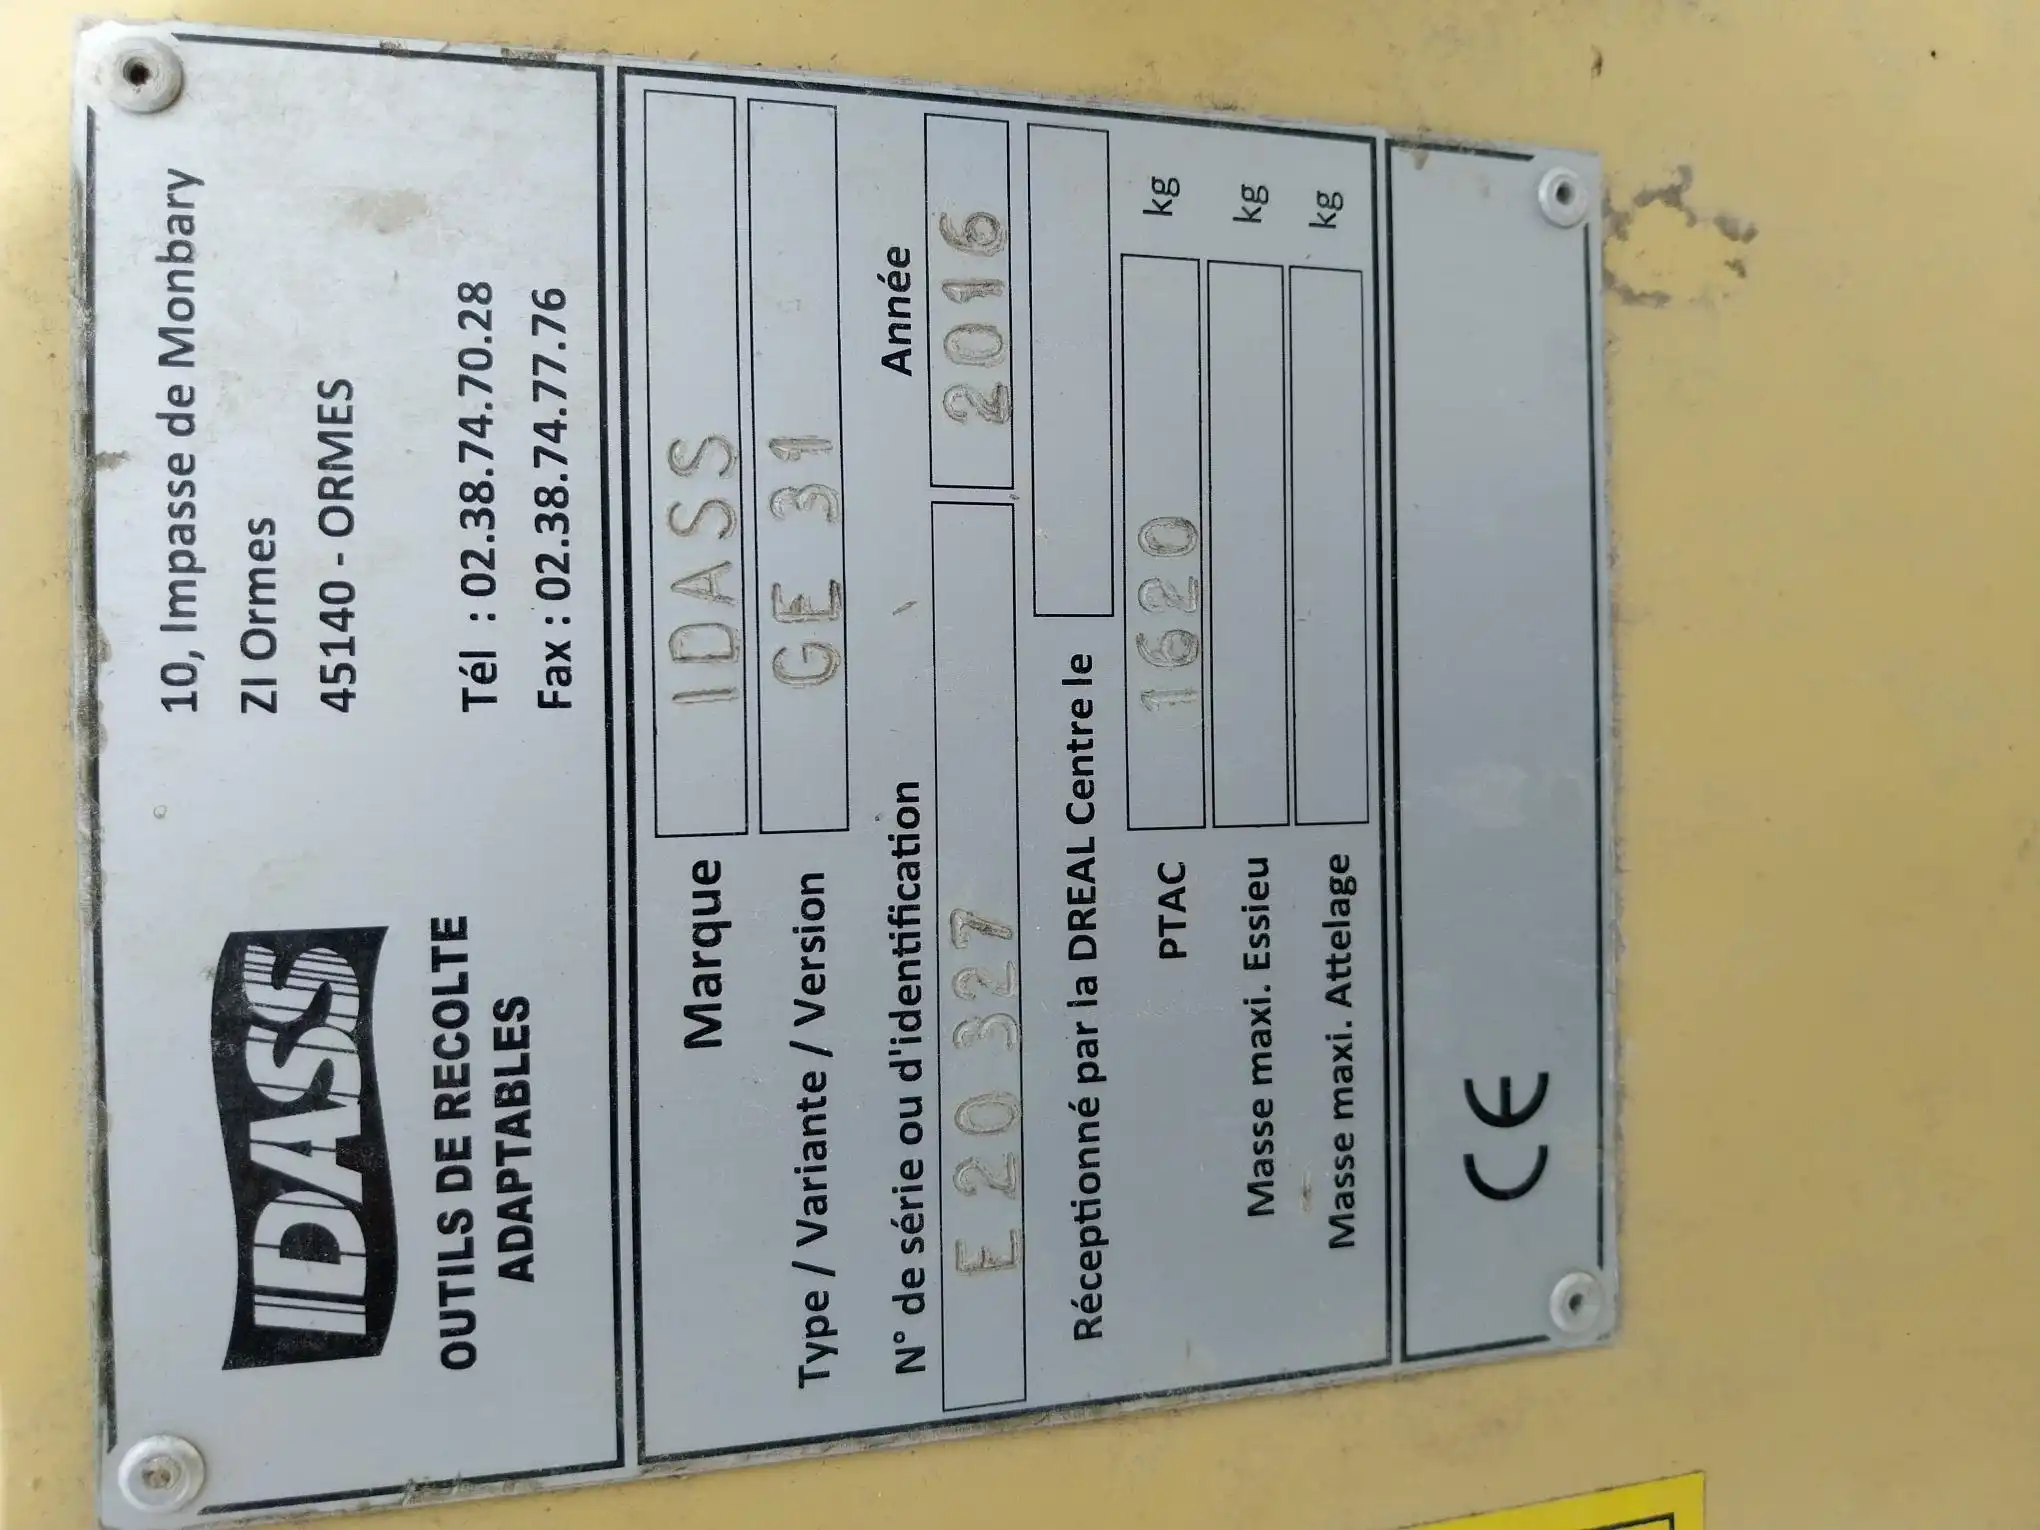 IDASS
OUTILS DE RECOLTE
ADAPTABLES
10, Impasse de Monbary
ZI Ormes
45140 - ORMES
Tél : 02.38.74.70.28
Fax : 02.38.74.77.76
Marque IDASS
Type / Variante / Version GE 31
N° de série ou d'identification Année
E 20 327 2016
Réceptionné par la DREAL Centre le
PTAC 1620 kg
Masse maxi. Essieu kg
Masse maxi. Attelage kg
CE